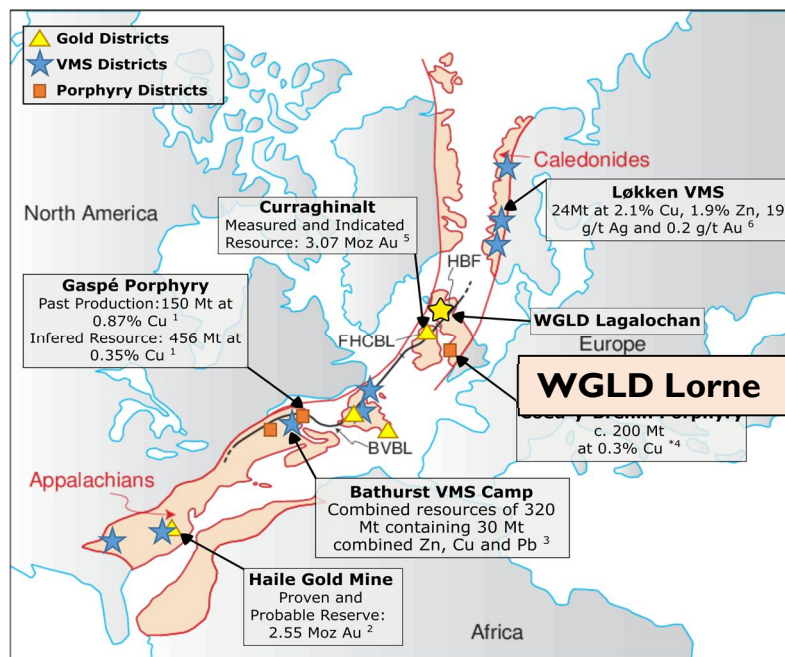 Gold Districts
VMS Districts
Porphyry Districts
Caledonides
North America
Curraghinalt
Measured and Indicated
Resource: 3.07 Moz Au 5
Løkken VMS
24Mt at 2.1% Cu, 1.9% Zn, 19
g/t Ag and 0.2 g/t Au 6
HBF
Gaspé Porphyry
Past Production:150 Mt at
0.87% Cu 1
Infered Resource: 456 Mt at
0.35% Cu 1
WGLD Lagalochan
FHCBL
Europe
WGLD Lorne
Porphyry
c. 200 Mt
at 0.3% Cu *4
BVBL
Appalachians
Bathurst VMS Camp
Combined resources of 320
Mt containing 30 Mt
combined Zn, Cu and Pb 3
Haile Gold Mine
Proven and
Probable Reserve:
2.55 Moz Au 2
Africa